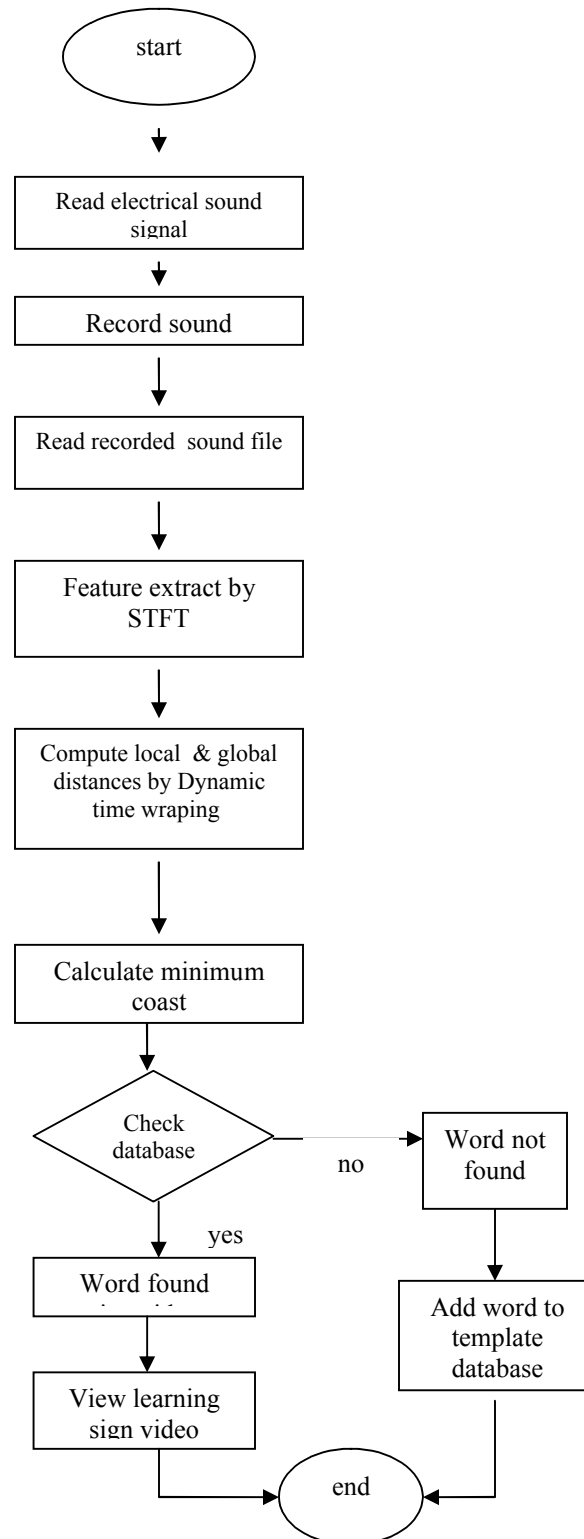 start
Read electrical sound
signal
Record sound
Read recorded sound file
Feature extract by
STFT
Compute local & global
distances by Dynamic
time wraping
Calculate minimum
coast
Check
database
no
Word not
found
yes
Word found
Add word to
template
database
View learning
sign video
end